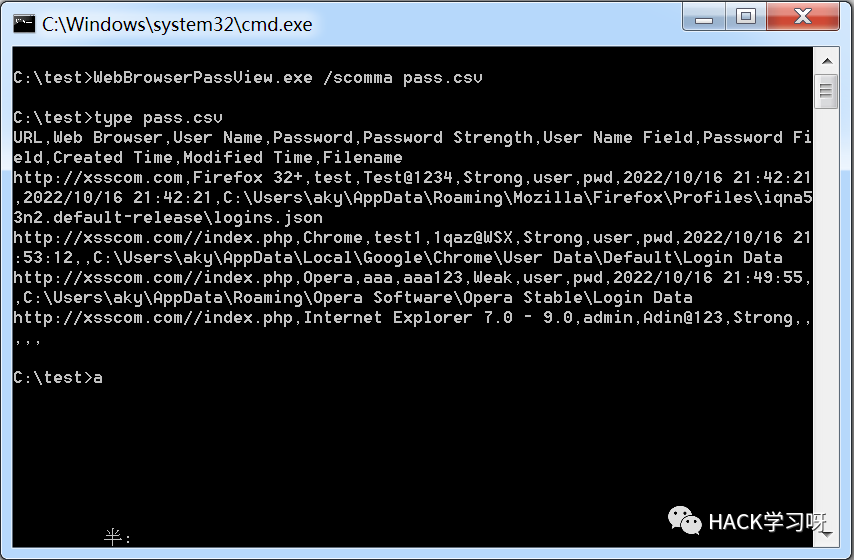 C:\Windows\system32\cmd.exe
C:\test>WebBrowserPassView.exe /scomma pass.csv
C:\test>type pass.csv
URL,Web Browser,User Name,Password,Password Strength,User Name Field,Password Fi
eld,Created Time,Modified Time,Filename
http://xsscom.com,Firefox 32+,test,Test@1234,Strong,user,pwd,2022/10/16 21:42:21
,2022/10/16 21:42:21,C:\Users\aky\AppData\Roaming\Mozilla\Firefox\Profiles\iqna5
3n2.default-release\logins.json
http://xsscom.com//index.php,Chrome,test1,1qaz@WSX,Strong,user,pwd,2022/10/16 21
:53:12,,C:\Users\aky\AppData\Local\Google\Chrome\User Data\Default\Login Data
http://xsscom.com//index.php,Opera,aaa,aaa123,Weak,user,pwd,2022/10/16 21:49:55,
,C:\Users\aky\AppData\Roaming\Opera Software\Opera Stable\Login Data
http://xsscom.com//index.php,Internet Explorer 7.0 - 9.0,admin,Adin@123,Strong,,
,,,
C:\test>a
半:
HACK学习呀